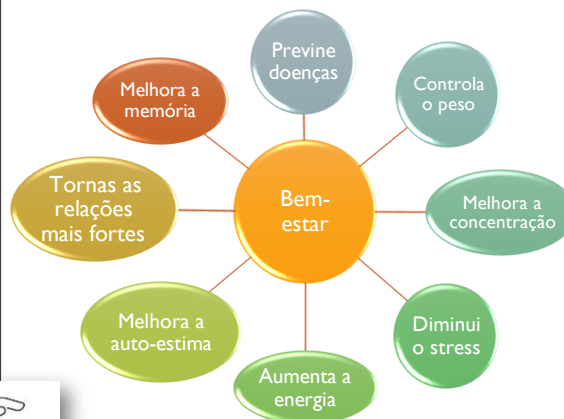 Previne
doenças
Controla
o peso
Melhora a
concentração
Diminui
o stress
Aumenta a
energia
Melhora a
auto-estima
Tornas as
relações
mais fortes
Melhora a
memória
Bem-
estar